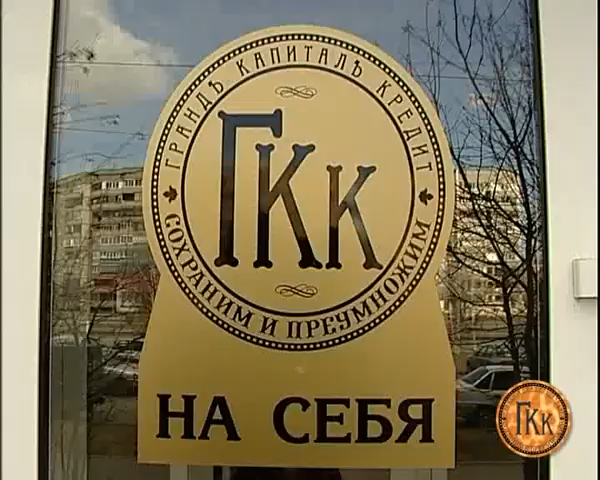 ГРАНДЪ КАПИТАЛЪ КРЕДИТ
ГКК
СОХРАНИМ И ПРЕУМНОЖИМ
НА СЕБЯ
ГКК